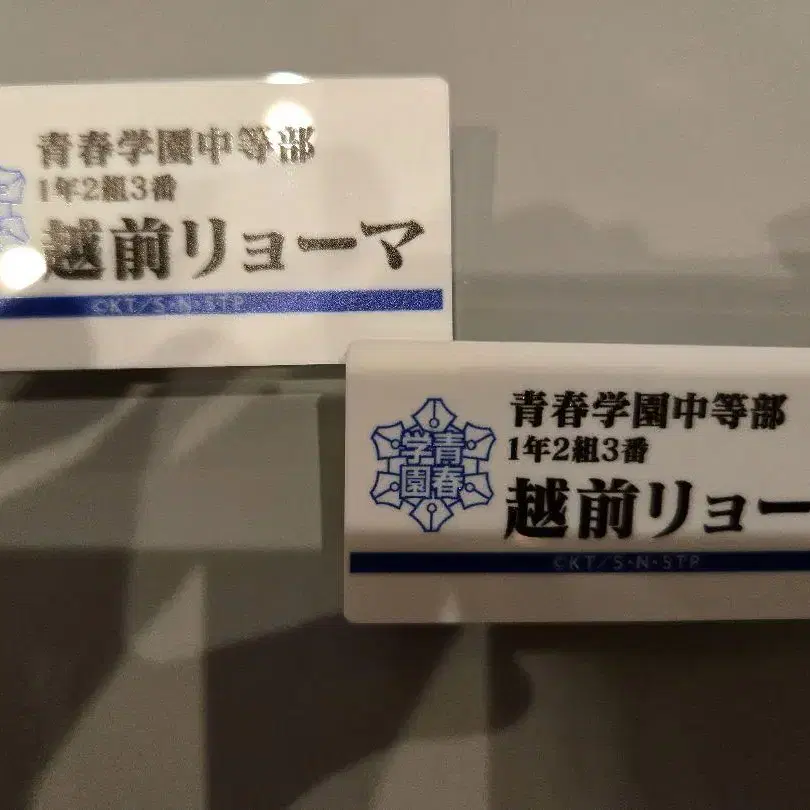 青春学園中等部
1年2組3番
越前リョーマ
©KT/S・N・STP
青春学園
青春学園中等部
1年2組3番
越前リョー
©KT/S・N・STP